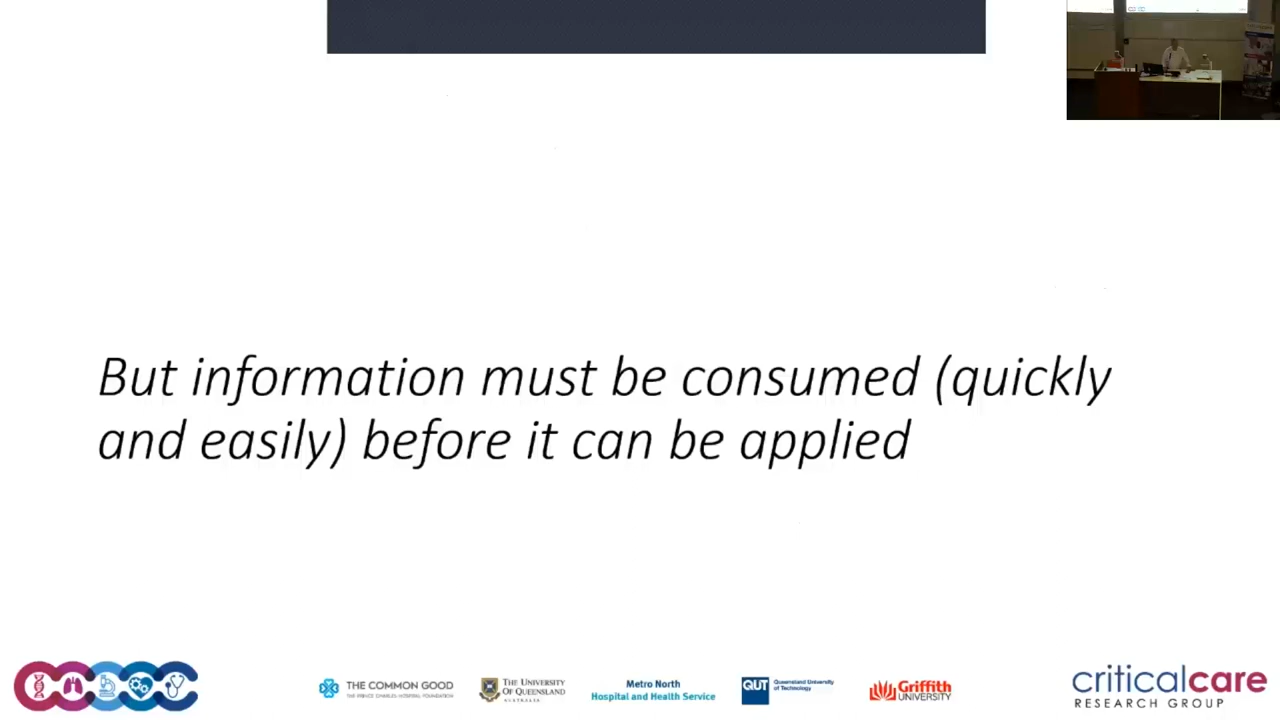 But information must be consumed (quickly
and easily) before it can be applied
THE COMMON GOOD
THE PRINCE CHARLES HOSPITAL FOUNDATION
THE UNIVERSITY
OF QUEENSLAND
AUSTRALIA
Metro North
Hospital and Health Service
QUT
Queensland University
of Technology
Griffith
UNIVERSITY
criticalcare
RESEARCH GROUP